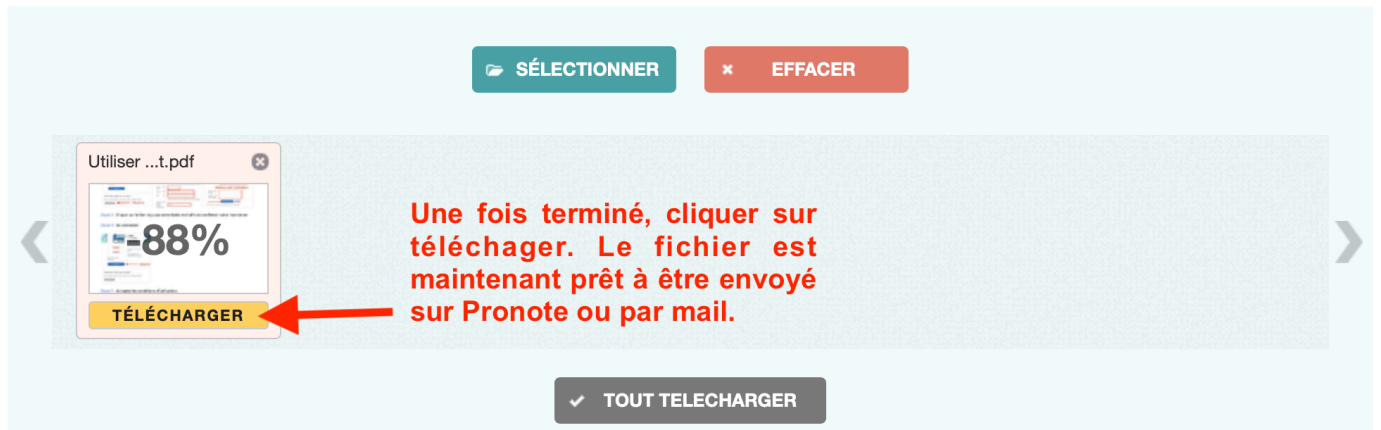 SÉLECTIONNER
EFFACER
Utiliser ...t.pdf
88%
TÉLÉCHARGER
Une fois terminé, cliquer sur
téléchager. Le fichier est
maintenant prêt à être envoyé
sur Pronote ou par mail.
TOUT TELECHARGER